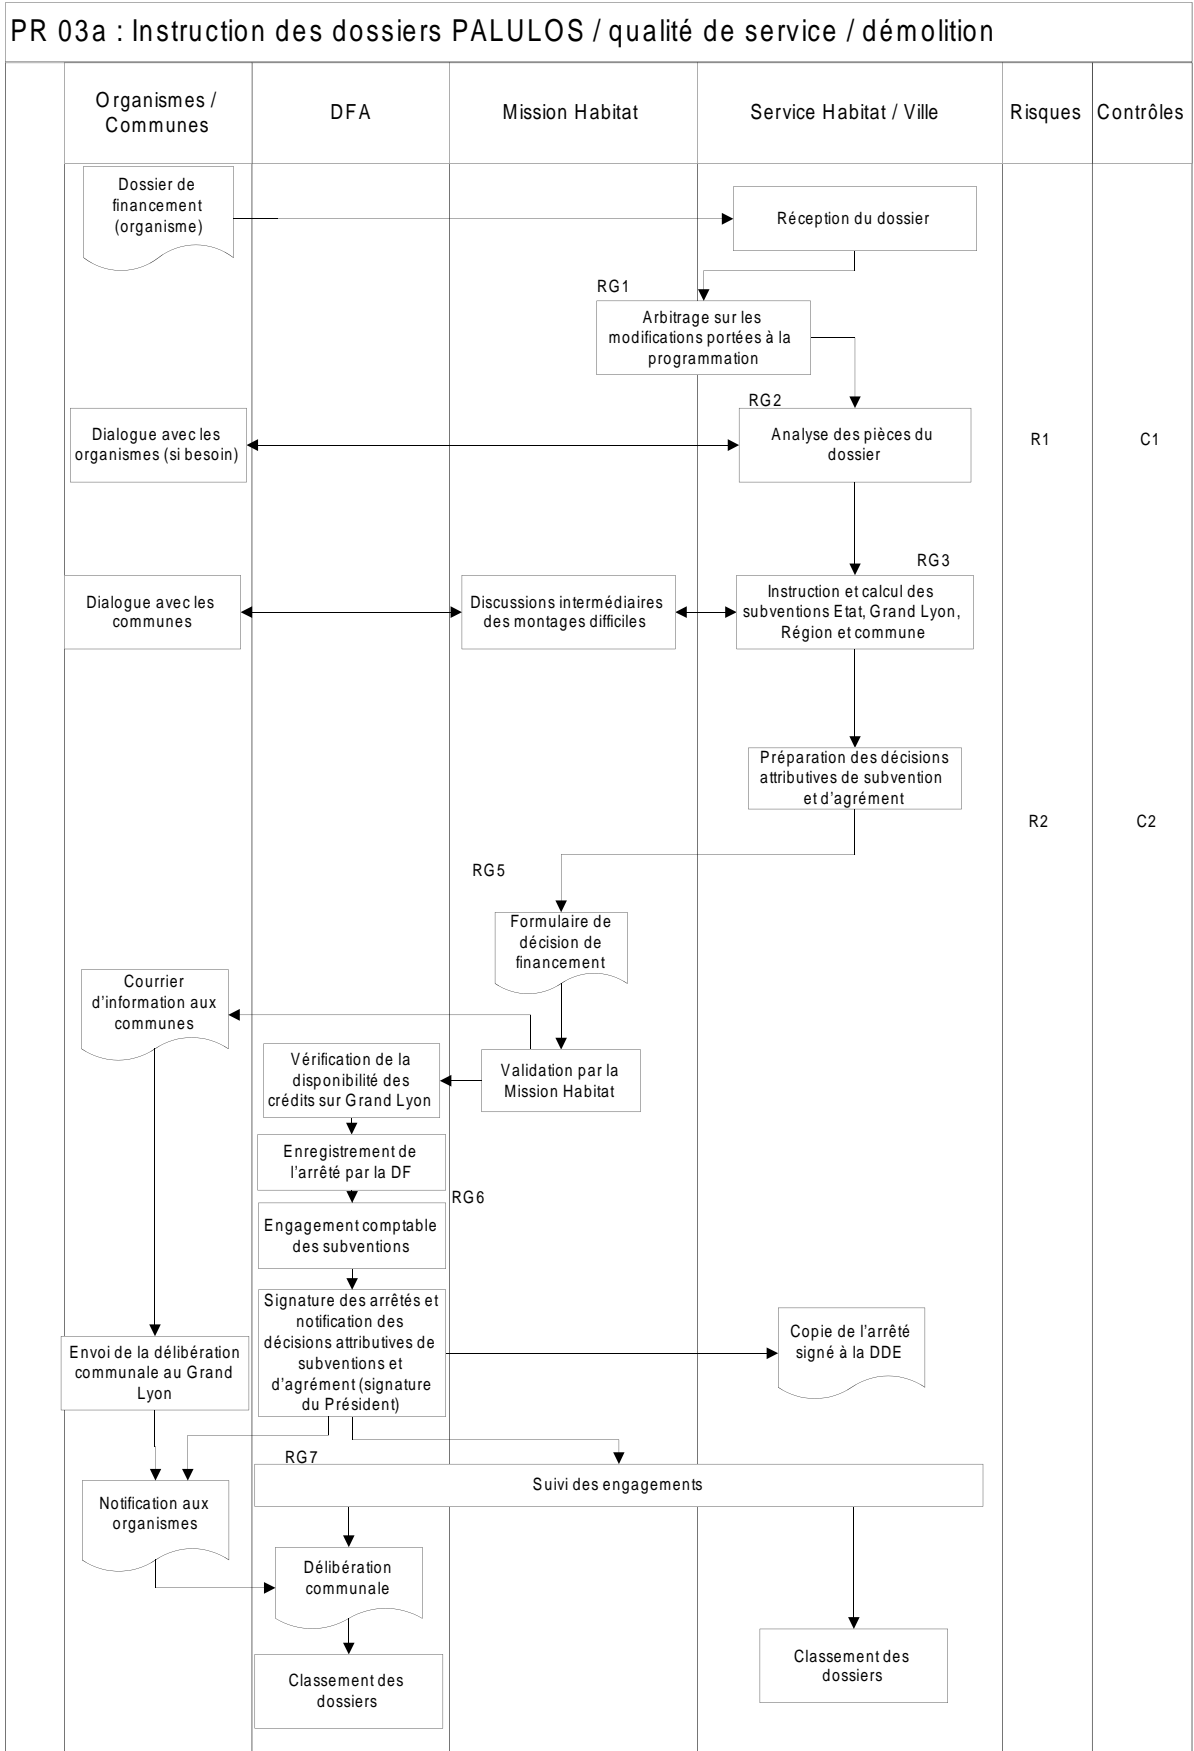 PR 03a : Instruction des dossiers PALULOS / qualité de service / démolition
Organismes /
Communes
DFA
Mission Habitat
Service Habitat / Ville
Risques
Contrôles
Dossier de
financement
(organisme)
Réception du dossier
RG1
Arbitrage sur les
modifications portées à la
programmation
RG2
Dialogue avec les
organismes (si besoin)
Analyse des pièces du
dossier
R1
C1
RG3
Dialogue avec les
communes
Discussions intermédiaires
des montages difficiles
Instruction et calcul des
subventions Etat, Grand Lyon,
Région et commune
Préparation des décisions
attributives de subvention
et d'agrément
R2
C2
RG5
Formulaire de
décision de
financement
Courrier
d'information aux
communes
Vérification de la
disponibilité des
crédits sur Grand Lyon
Validation par la
Mission Habitat
Enregistrement de
l'arrêté par la DF
RG6
Engagement comptable
des subventions
Signature des arrêtés et
notification des
décisions attributives de
subventions et
d'agrément (signature
du Président)
Copie de l'arrêté
signé à la DDE
Envoi de la délibération
communale au Grand
Lyon
RG7
Suivi des engagements
Notification aux
organismes
Délibération
communale
Classement des
dossiers
Classement des
dossiers